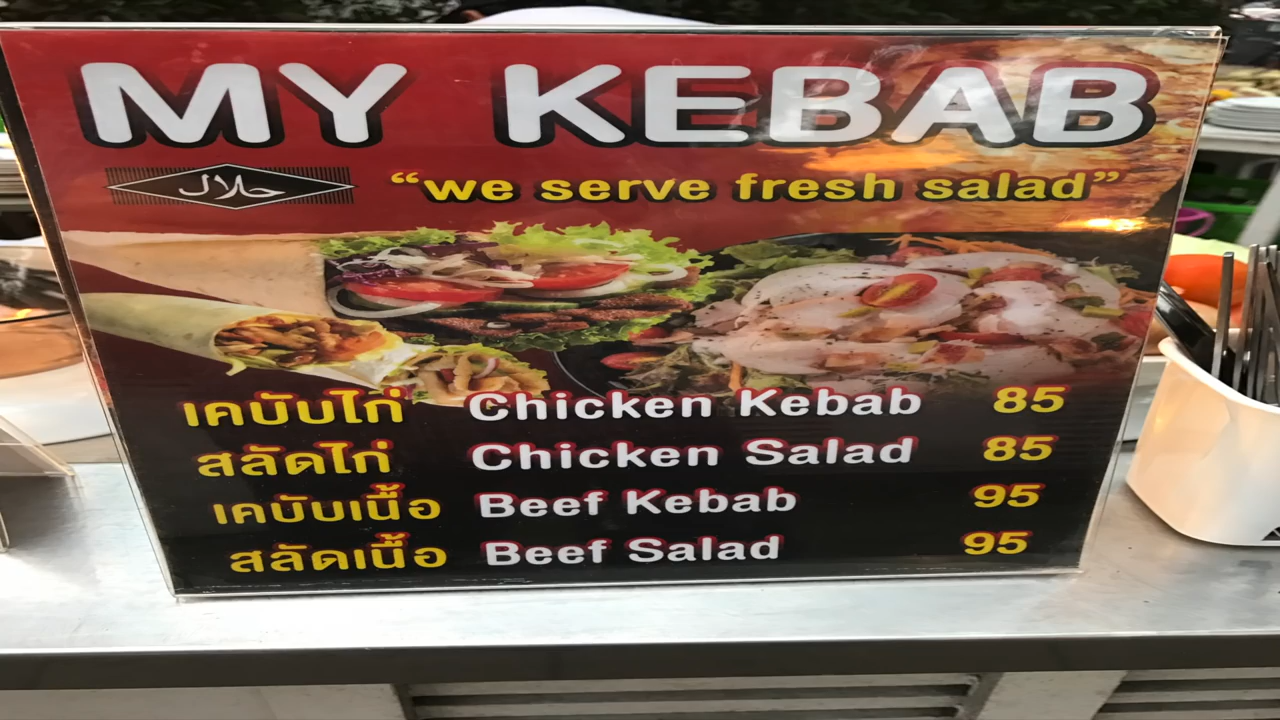 MY KEBAB
حلال
“we serve fresh salad”
เคบับไก่ Chicken Kebab 85
สลัดไก่ Chicken Salad 85
เคบับเนื้อ Beef Kebab 95
สลัดเนื้อ Beef Salad 95